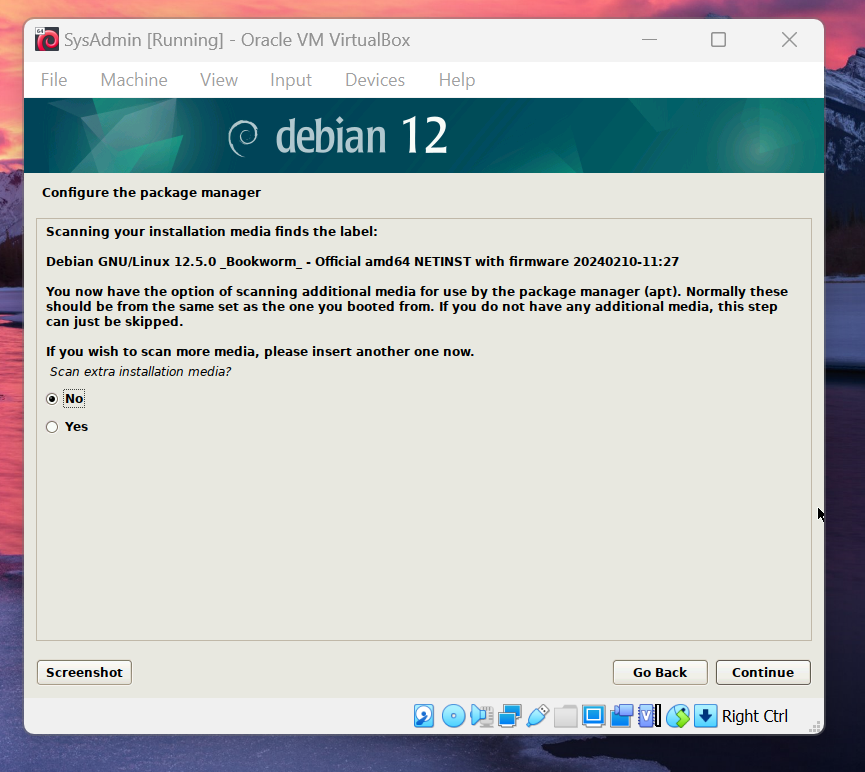 SysAdmin [Running] - Oracle VM VirtualBox
File Machine View Input Devices Help
debian 12
Configure the package manager
Scanning your installation media finds the label:
Debian GNU/Linux 12.5.0 _Bookworm_ - Official amd64 NETINST with firmware 20240210-11:27
You now have the option of scanning additional media for use by the package manager (apt). Normally these
should be from the same set as the one you booted from. If you do not have any additional media, this step
can just be skipped.
If you wish to scan more media, please insert another one now.
Scan extra installation media?
No
Yes
Screenshot Go Back Continue
Right Ctrl